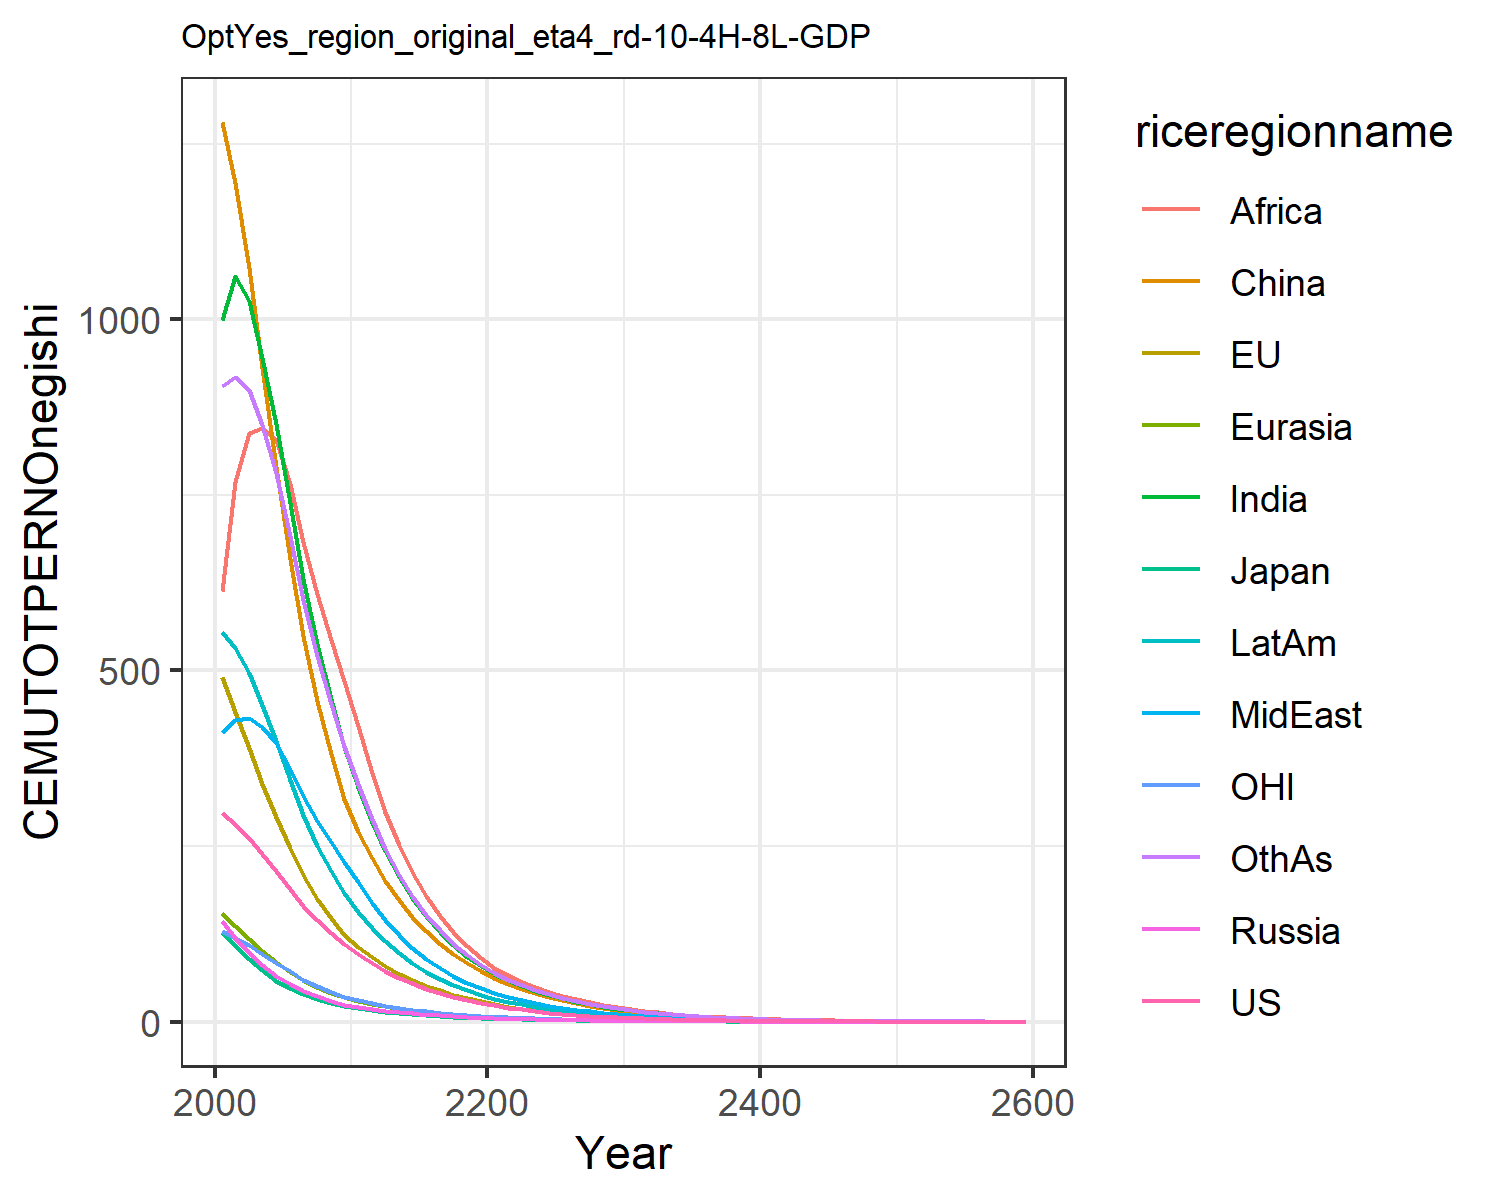 OptYes_region_original_eta4_rd-10-4H-8L-GDP
CEMUTOTPERNOnegishi
1000
500
0
2000
2200
2400
2600
Year
riceregionname
Africa
China
EU
Eurasia
India
Japan
LatAm
MidEast
OHI
OthAs
Russia
US